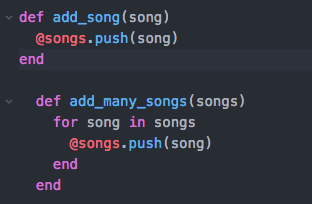 def add_song(song)
  @songs.push(song)
end

  def add_many_songs(songs)
    for song in songs
      @songs.push(song)
    end
  end